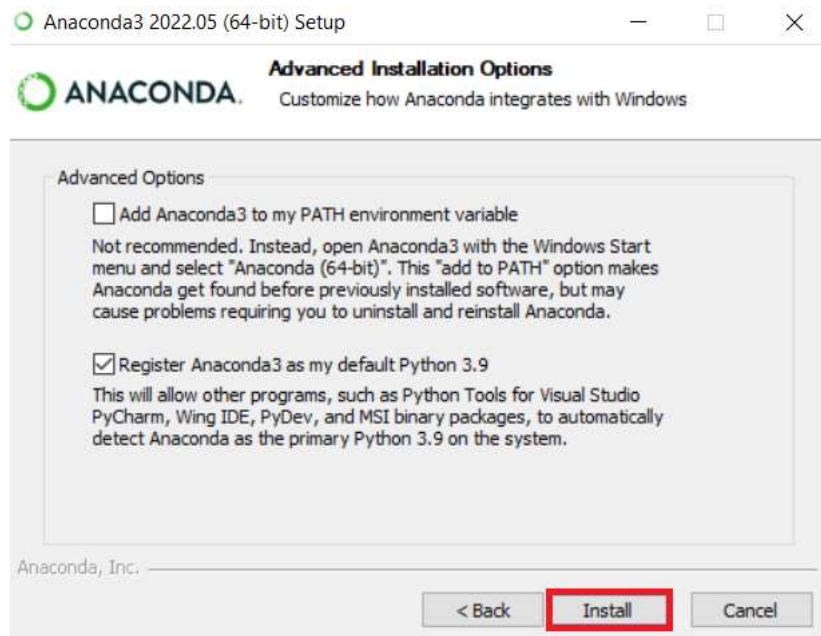 Anaconda3 2022.05 (64-bit) Setup
ANACONDA.
Advanced Installation Options
Customize how Anaconda integrates with Windows
Advanced Options
Add Anaconda3 to my PATH environment variable
Not recommended. Instead, open Anaconda3 with the Windows Start
menu and select "Anaconda (64-bit)". This "add to PATH" option makes
Anaconda get found before previously installed software, but may
cause problems requiring you to uninstall and reinstall Anaconda.
Register Anaconda3 as my default Python 3.9
This will allow other programs, such as Python Tools for Visual Studio
PyCharm, Wing IDE, PyDev, and MSI binary packages, to automatically
detect Anaconda as the primary Python 3.9 on the system.
Anaconda, Inc.
< Back
Install
Cancel